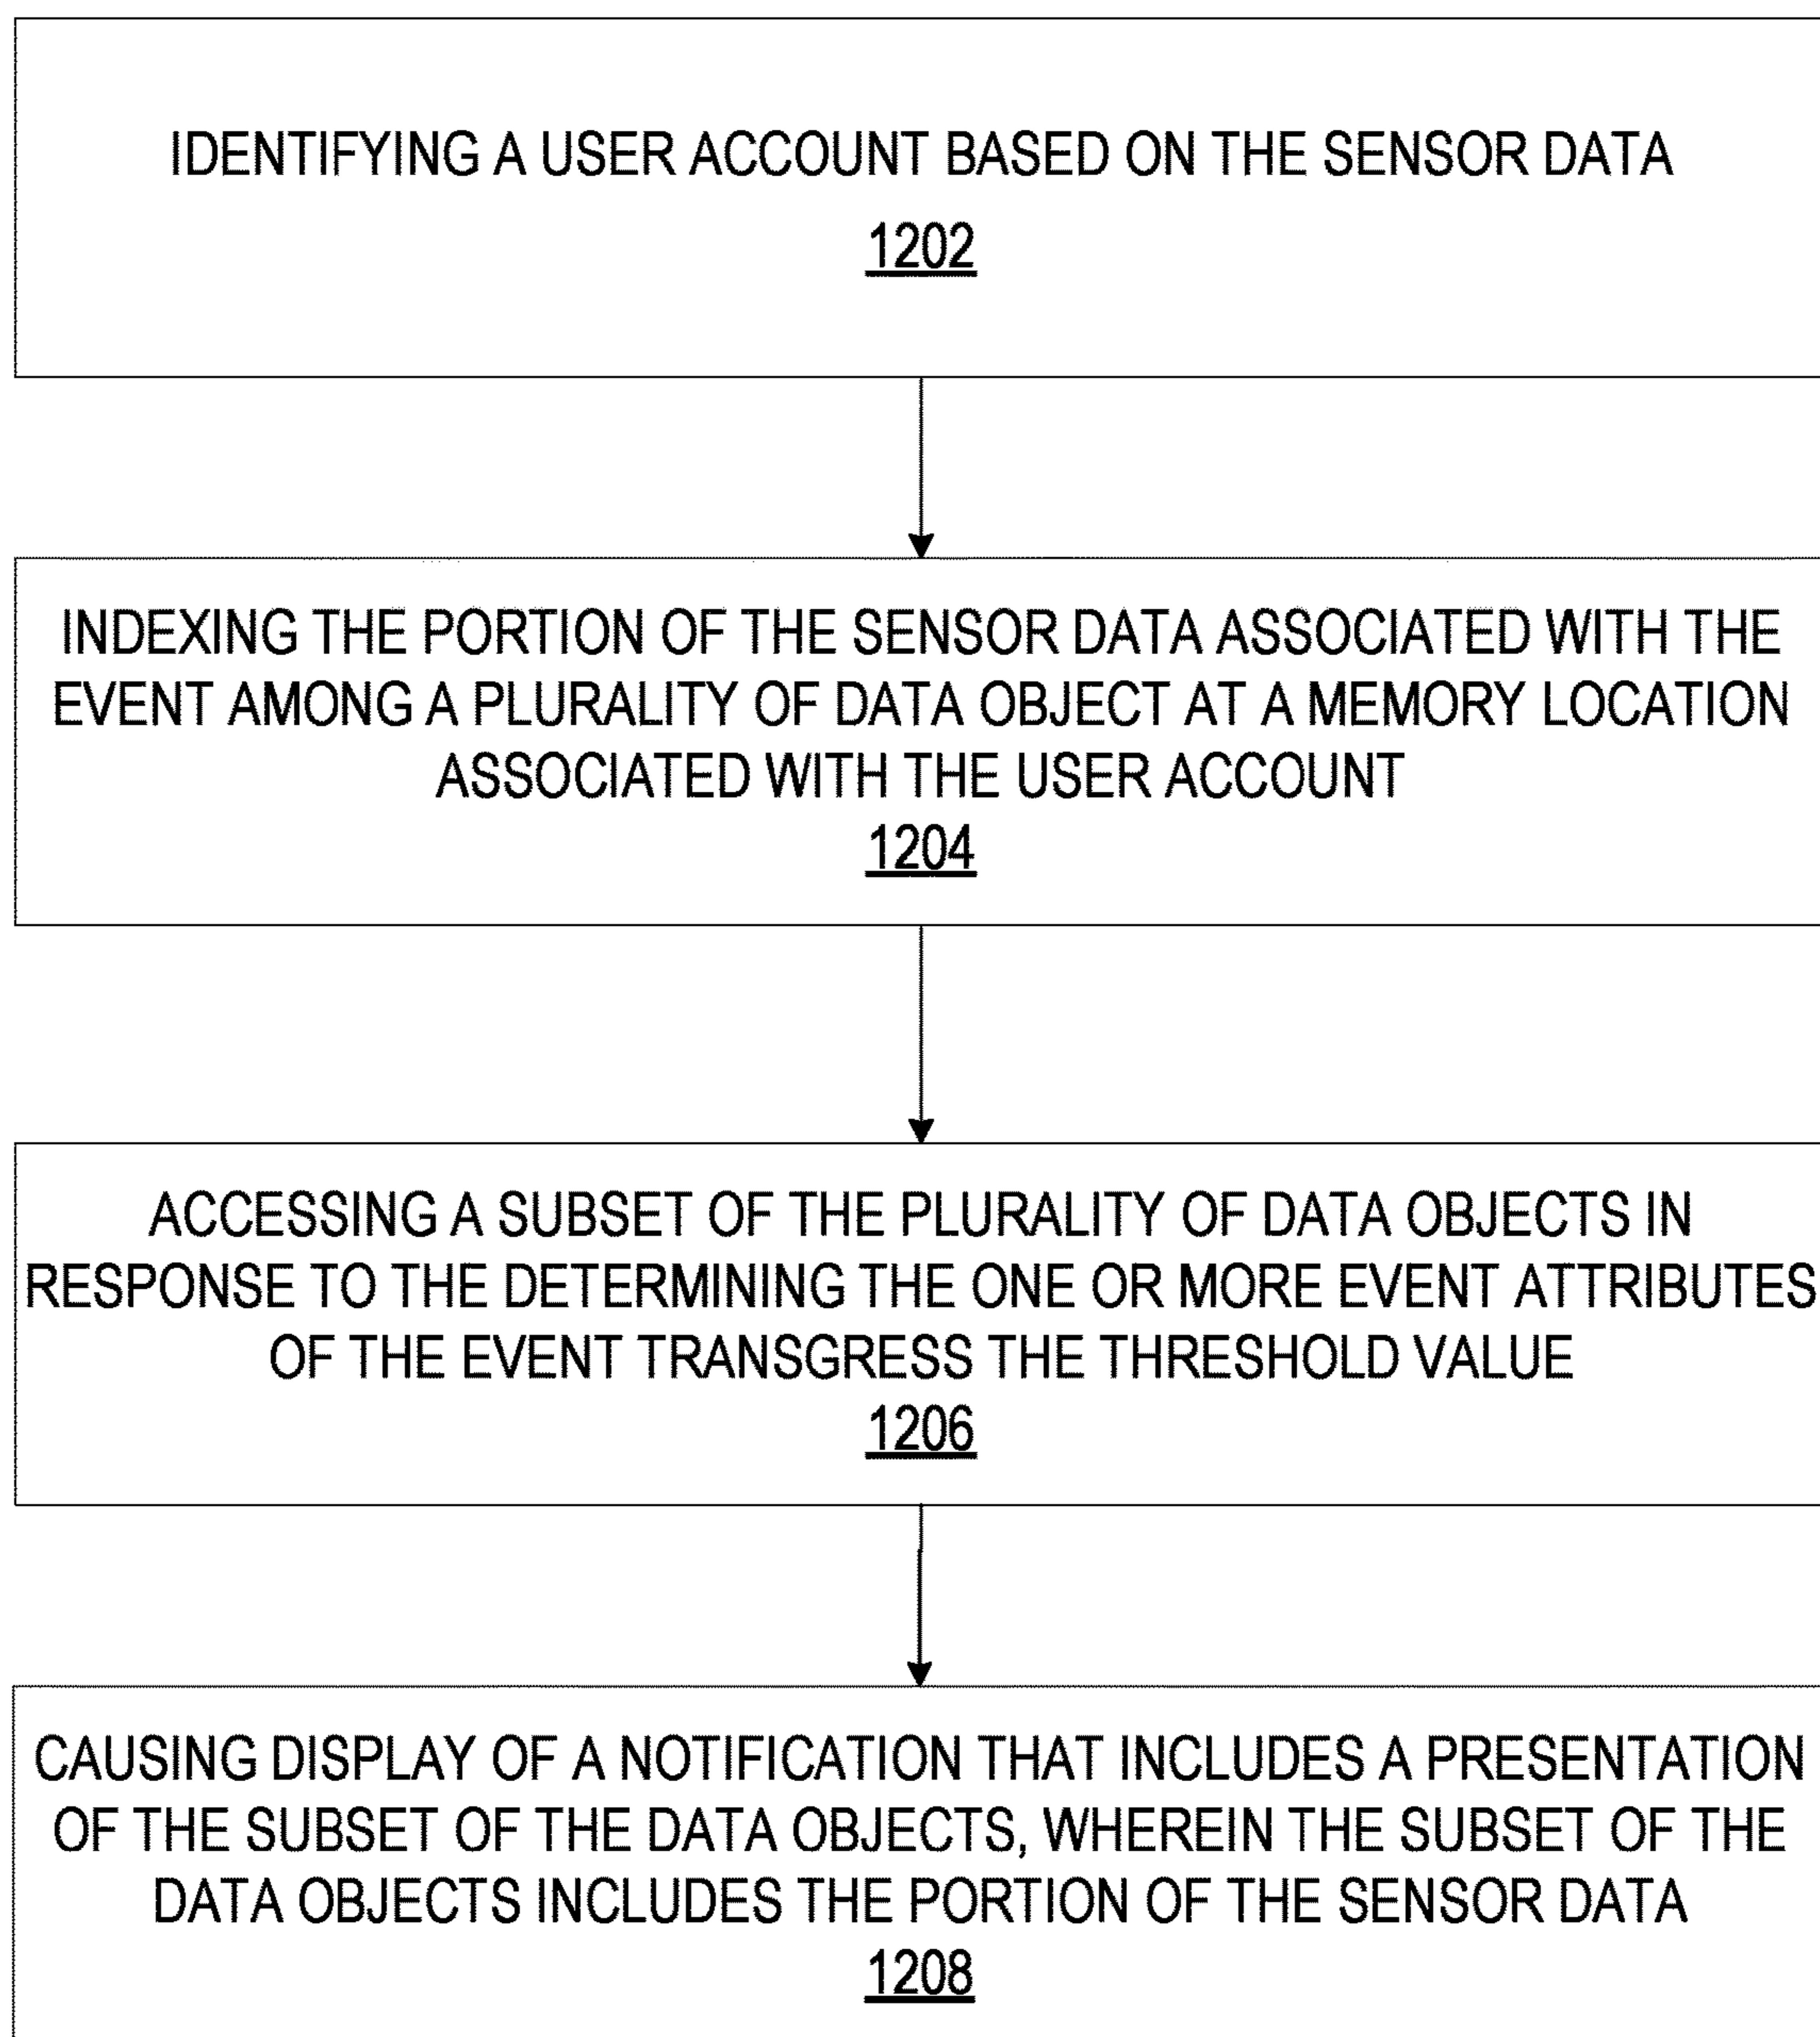 IDENTIFYING A USER ACCOUNT BASED ON THE SENSOR DATA
1202
INDEXING THE PORTION OF THE SENSOR DATA ASSOCIATED WITH THE
EVENT AMONG A PLURALITY OF DATA OBJECT AT A MEMORY LOCATION
ASSOCIATED WITH THE USER ACCOUNT
1204
ACCESSING A SUBSET OF THE PLURALITY OF DATA OBJECTS IN
RESPONSE TO THE DETERMINING THE ONE OR MORE EVENT ATTRIBUTES
OF THE EVENT TRANSGRESS THE THRESHOLD VALUE
1206
CAUSING DISPLAY OF A NOTIFICATION THAT INCLUDES A PRESENTATION
OF THE SUBSET OF THE DATA OBJECTS, WHEREIN THE SUBSET OF THE
DATA OBJECTS INCLUDES THE PORTION OF THE SENSOR DATA
1208